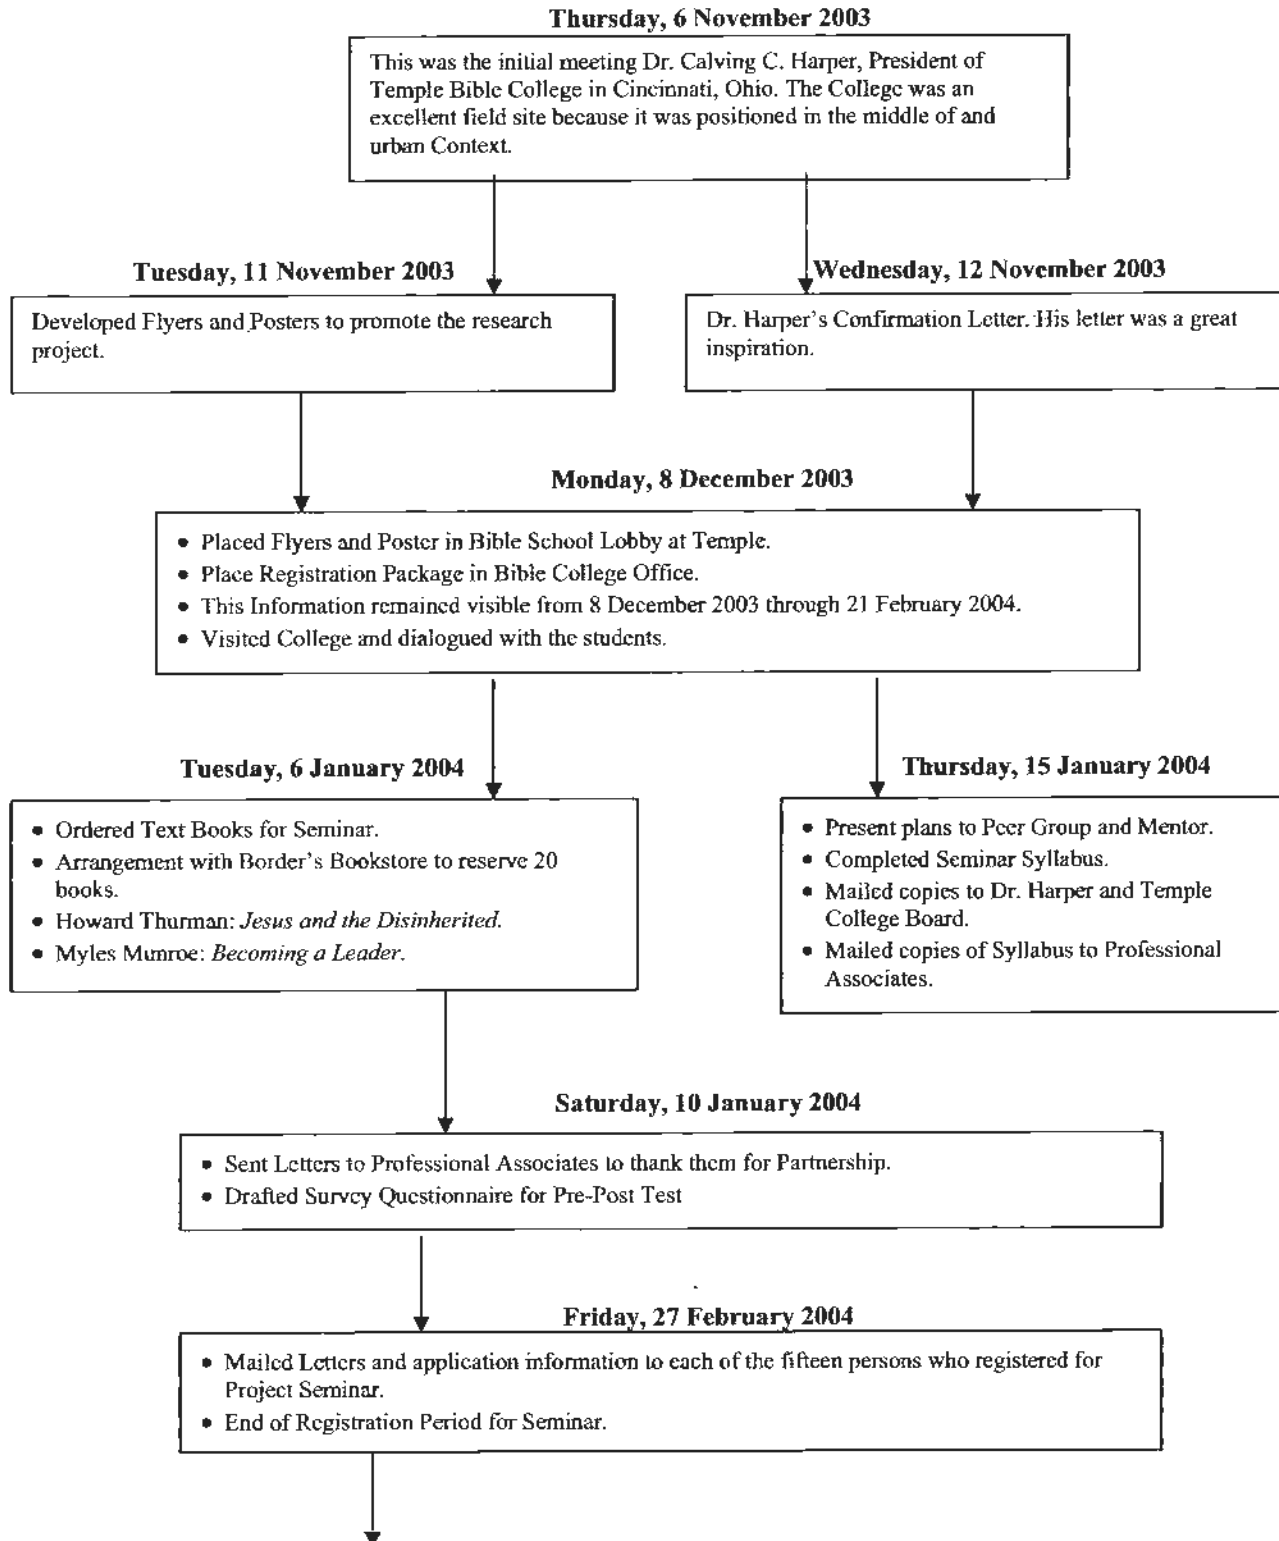 Thursday, 6 November 2003
This was the initial meeting Dr. Calving C. Harper, President of
Temple Bible College in Cincinnati, Ohio. The College was an
excellent field site because it was positioned in the middle of and
urban Context.
Tuesday, 11 November 2003
Developed Flyers and Posters to promote the research
project.
Wednesday, 12 November 2003
Dr. Harper's Confirmation Letter. His letter was a great
inspiration.
Monday, 8 December 2003
• Placed Flyers and Poster in Bible School Lobby at Temple.
• Place Registration Package in Bible College Office.
• This Information remained visible from 8 December 2003 through 21 February 2004.
• Visited College and dialogued with the students.
Tuesday, 6 January 2004
• Ordered Text Books for Seminar.
• Arrangement with Border's Bookstore to reserve 20
books.
• Howard Thurman: Jesus and the Disinherited.
• Myles Munroe: Becoming a Leader.
Thursday, 15 January 2004
• Present plans to Peer Group and Mentor.
• Completed Seminar Syllabus.
• Mailed copies to Dr. Harper and Temple
College Board.
• Mailed copies of Syllabus to Professional
Associates.
Saturday, 10 January 2004
• Sent Letters to Professional Associates to thank them for Partnership.
• Drafted Survey Questionnaire for Pre-Post Test
Friday, 27 February 2004
• Mailed Letters and application information to each of the fifteen persons who registered for
Project Seminar.
• End of Registration Period for Seminar.